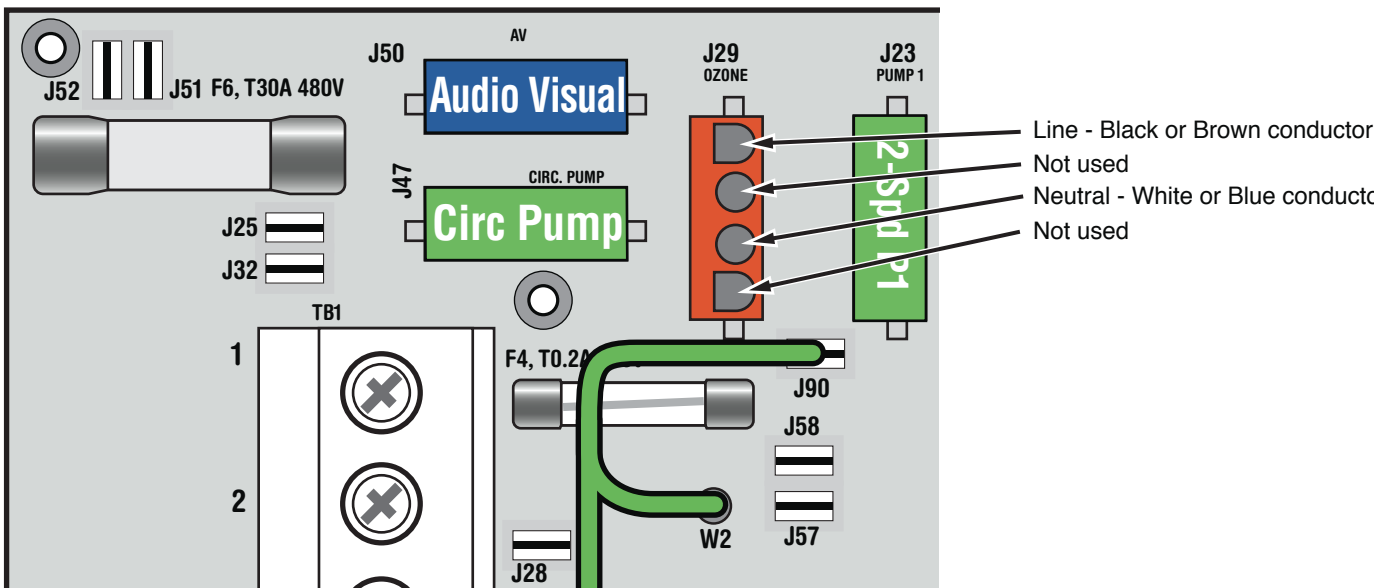 AV
J50
J29
OZONE
J23
PUMP 1
J52
J51 F6, T30A 480V
Audio Visual
Line - Black or Brown conductor
Not used
Neutral - White or Blue conducto
Not used
2-Spd P1
J47
CIRC. PUMP
Circ Pump
J25
J32
TB1
1
F4, T0.2A
J90
J58
2
W2
J57
J28